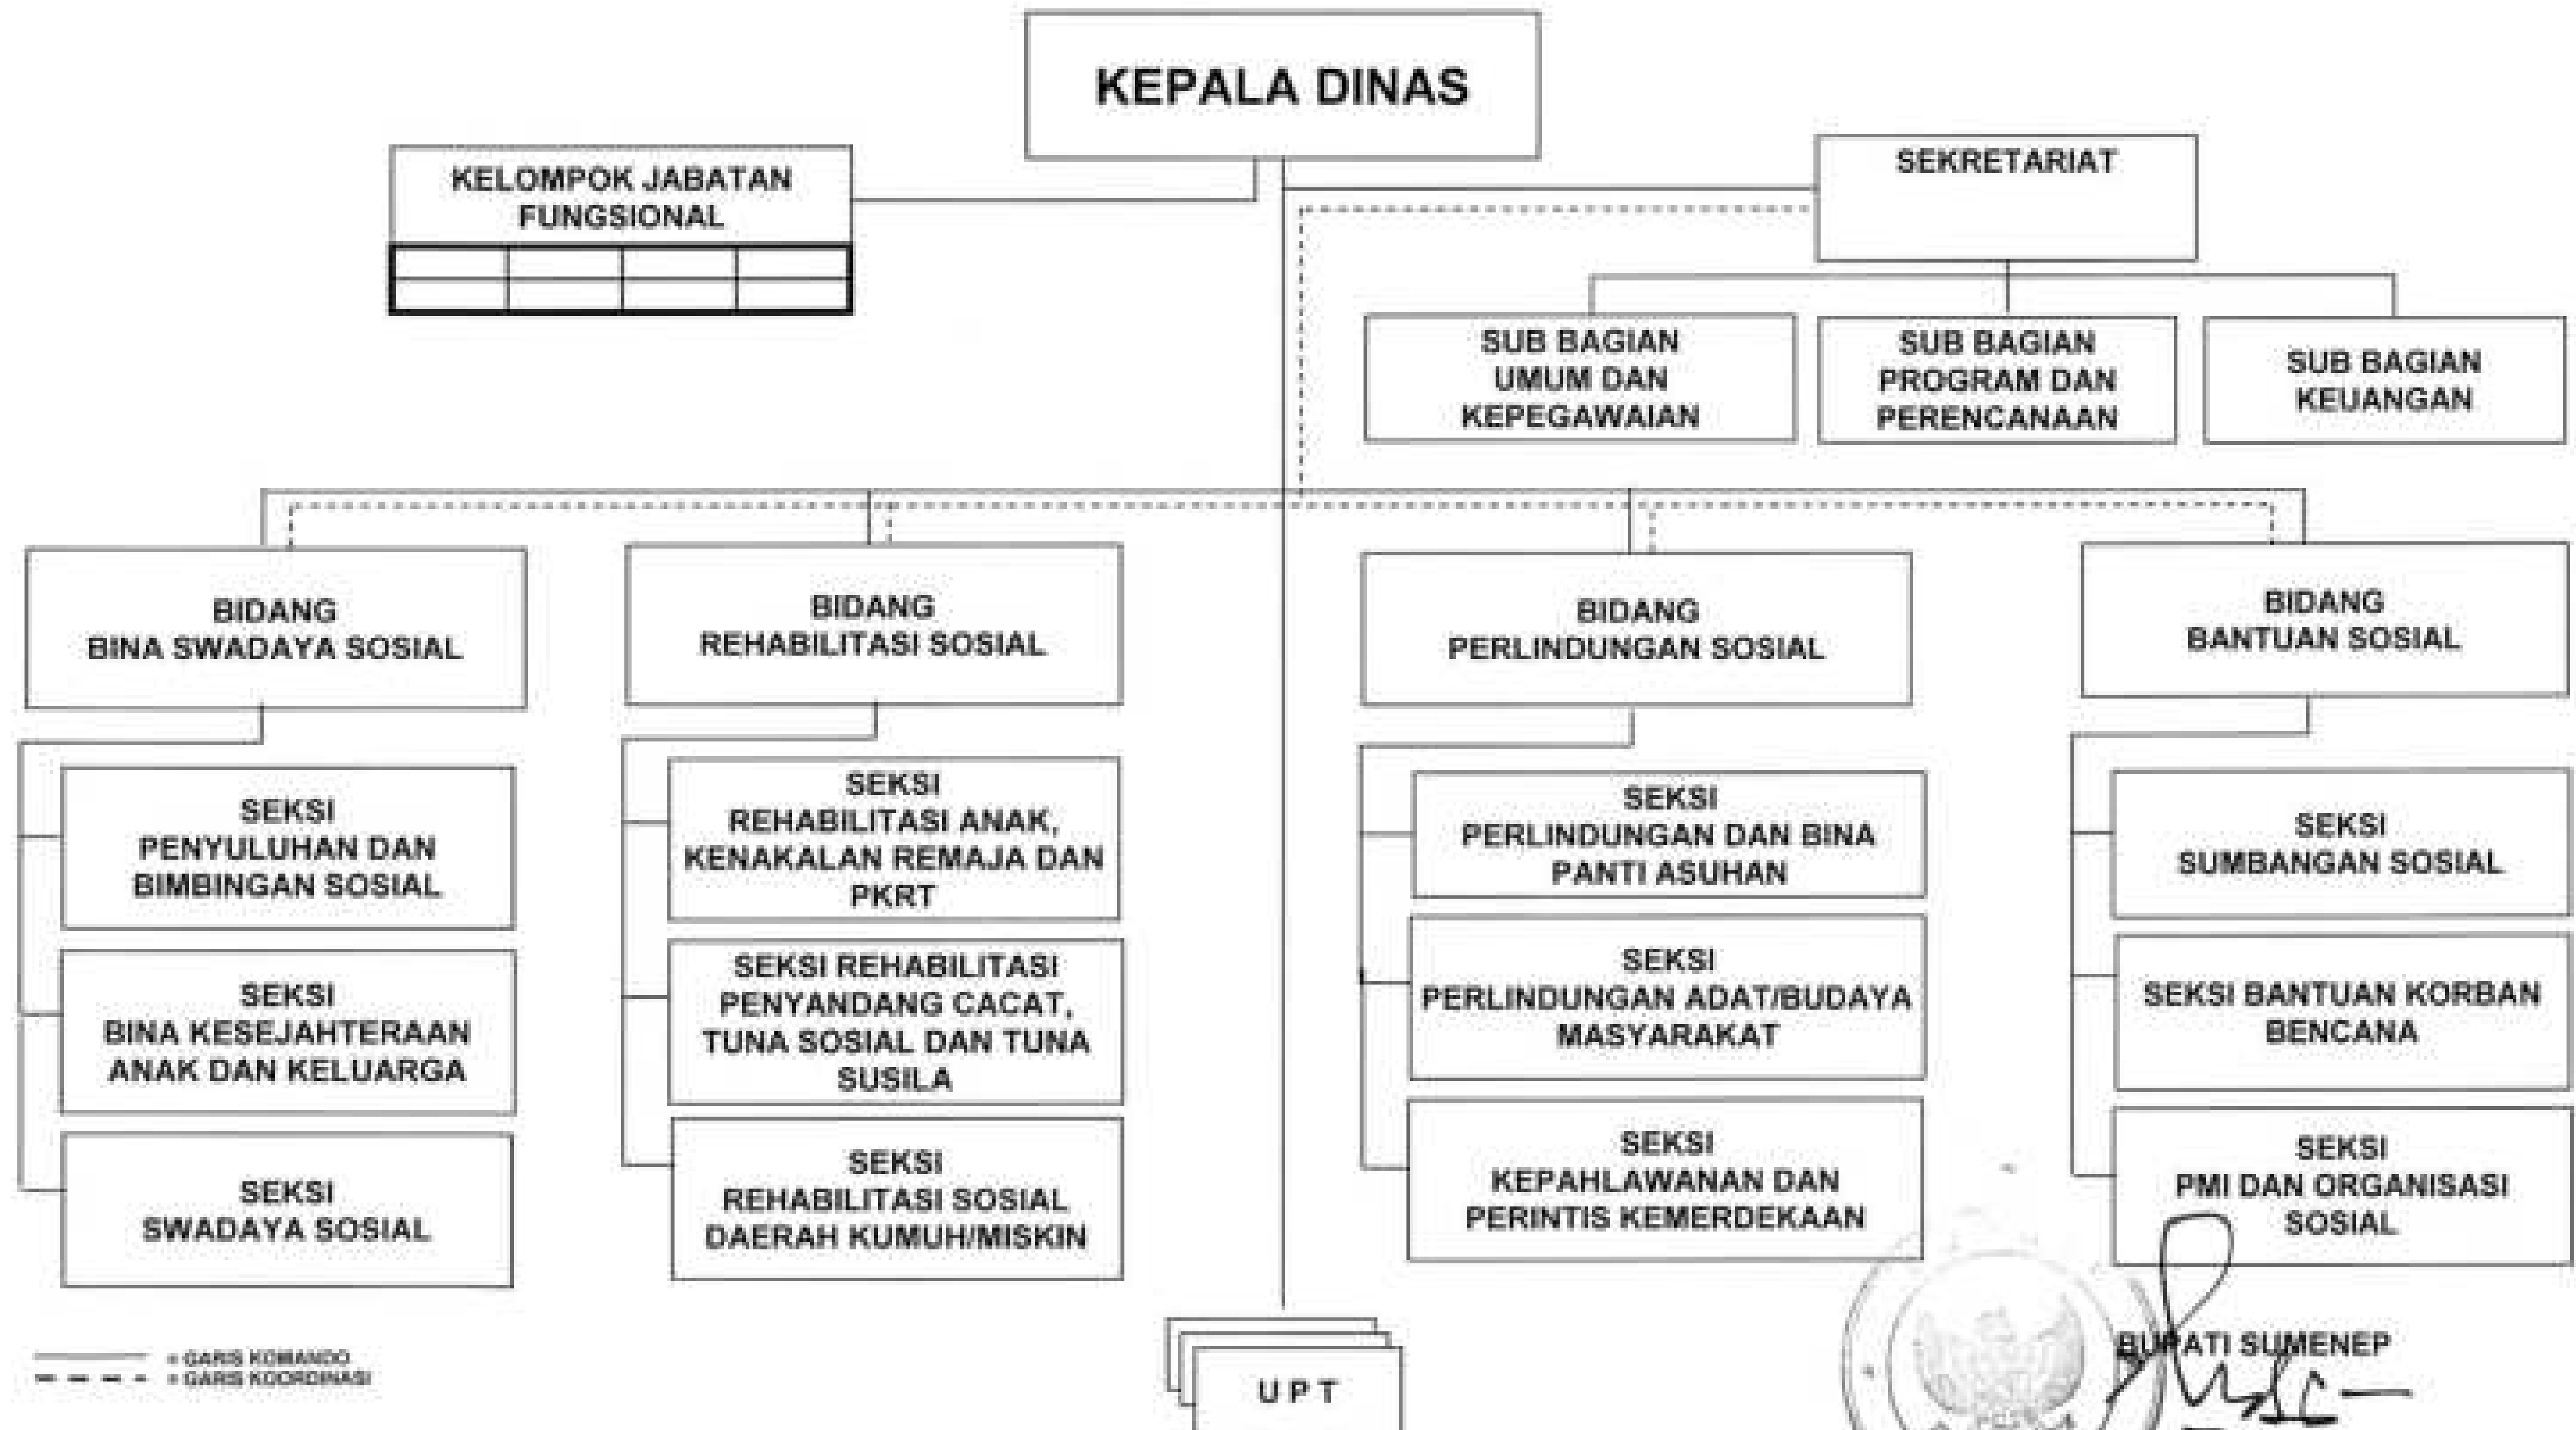 KEPALA DINAS
KELOMPOK JABATAN
FUNGSIONAL
SEKRETARIAT
SUB BAGIAN
UMUM DAN
KEPEGAWAIAN
SUB BAGIAN
PROGRAM DAN
PERENCANAAN
SUB BAGIAN
KEUANGAN
BIDANG
BINA SWADAYA SOSIAL
BIDANG
REHABILITASI SOSIAL
BIDANG
PERLINDUNGAN SOSIAL
BIDANG
BANTUAN SOSIAL
SEKSI
PENYULUHAN DAN
BIMBINGAN SOSIAL
SEKSI
BINA KESEJAHTERAAN
ANAK DAN KELUARGA
SEKSI
SWADAYA SOSIAL
SEKSI
REHABILITASI ANAK,
KENAKALAN REMAJA DAN
PKRT
SEKSI REHABILITASI
PENYANDANG CACAT,
TUNA SOSIAL DAN TUNA
SUSILA
SEKSI
REHABILITASI SOSIAL
DAERAH KUMUH/MISKIN
SEKSI
PERLINDUNGAN DAN BINA
PANTI ASUHAN
SEKSI
PERLINDUNGAN ADAT/BUDAYA
MASYARAKAT
SEKSI
KEPAHLAWANAN DAN
PERINTIS KEMERDEKAAN
SEKSI
SUMBANGAN SOSIAL
SEKSI BANTUAN KORBAN
BENCANA
SEKSI
PMI DAN ORGANISASI
SOSIAL
= GARIS KOMANDO
= GARIS KOORDINASI
U P T
BUPATI SUMENEP